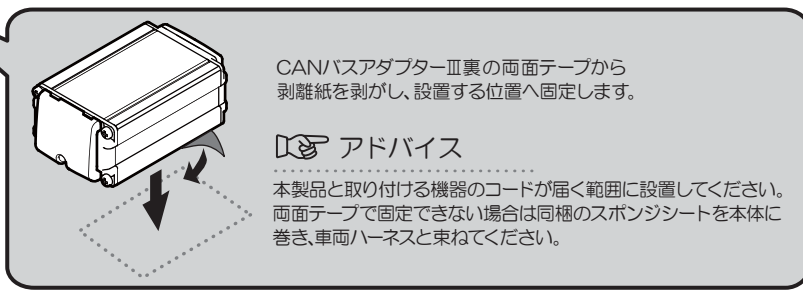 CANバスアダプターⅢ裏の両面テープから
剥離紙を剥がし、設置する位置へ固定します。
アドバイス
本製品と取り付ける機器のコードが届く範囲に設置してください。
両面テープで固定できない場合は同梱のスポンジシートを本体に
巻き、車両ハーネスと束ねてください。